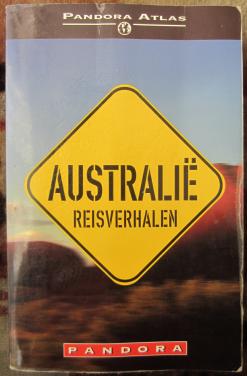 PANDORA ATLAS
AUSTRALIË
REISVERHALEN
PANDORA